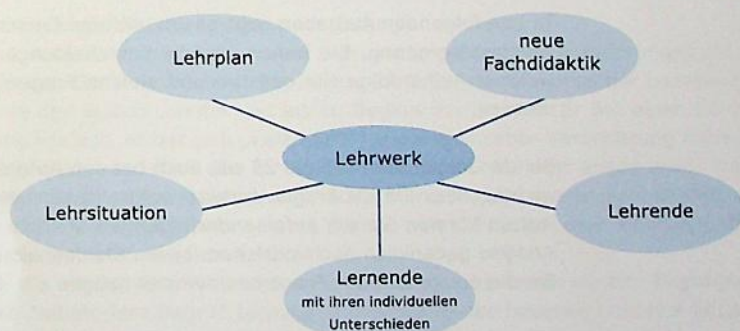 Lehrplan
neue
Fachdidaktik
Lehrwerk
Lehrsituation
Lehrende
Lernende
mit ihren individuellen
Unterschieden